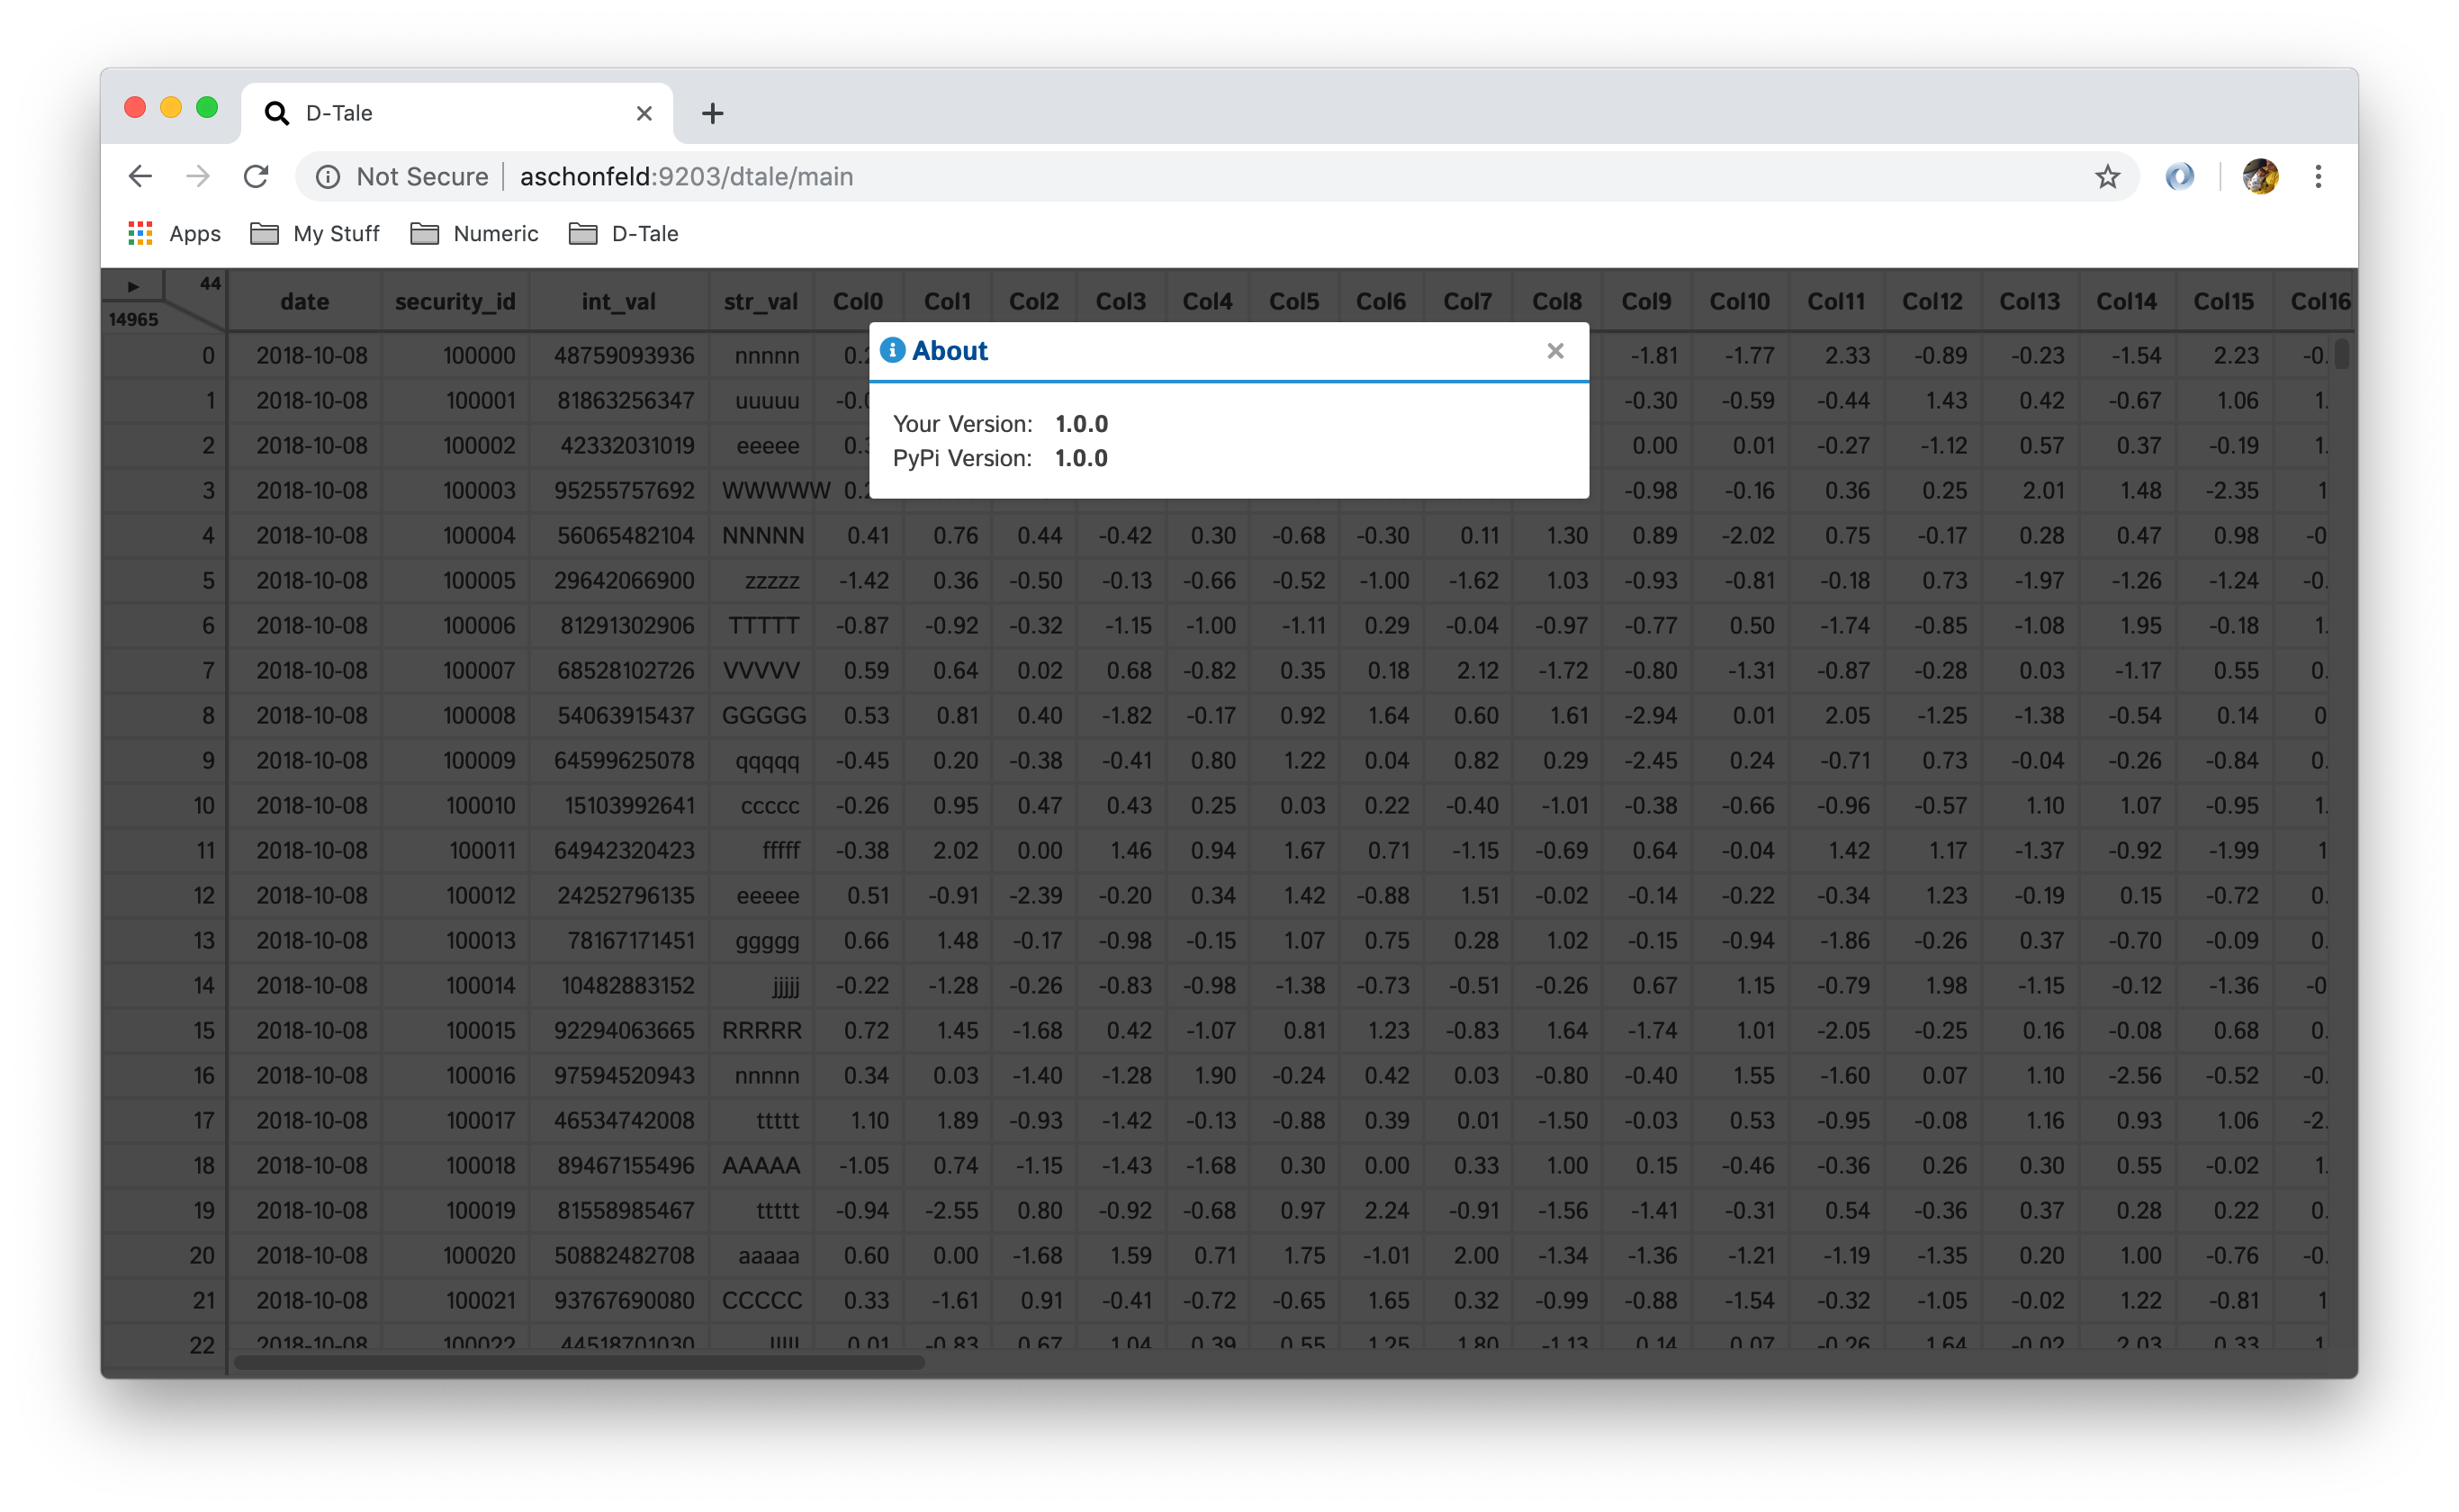 D-Tale
Not Secure aschonfeld:9203/dtale/main
Apps My Stuff Numeric D-Tale
44
14965
date security_id int_val str_val Col0 Col1 Col2 Col3 Col4 Col5 Col6 Col7 Col8 Col9 Col10 Col11 Col12 Col13 Col14 Col15 Col16
About
Your Version: 1.0.0
PyPi Version: 1.0.0
0 2018-10-08 100000 48759093936 nnnnn -1.81 -1.77 2.33 -0.89 -0.23 -1.54 2.23 -0.
1 2018-10-08 100001 81863256347 uuuuu -0.30 -0.59 -0.44 1.43 0.42 -0.67 1.06 1.
2 2018-10-08 100002 42332031019 eeeee 0.00 0.01 -0.27 -1.12 0.57 0.37 -0.19 1.
3 2018-10-08 100003 95255757692 WWWWW -0.98 -0.16 0.36 0.25 2.01 1.48 -2.35 1
4 2018-10-08 100004 56065482104 NNNNN 0.41 0.76 0.44 -0.42 0.30 -0.68 -0.30 0.11 1.30 0.89 -2.02 0.75 -0.17 0.28 0.47 0.98 -0
5 2018-10-08 100005 29642066900 zzzzz -1.42 0.36 -0.50 -0.13 -0.66 -0.52 -1.00 -1.62 1.03 -0.93 -0.81 -0.18 0.73 -1.97 -1.26 -1.24 -0.
6 2018-10-08 100006 81291302906 TTTTT -0.87 -0.92 -0.32 -1.15 -1.00 -1.11 0.29 -0.04 -0.97 -0.77 0.50 -1.74 -0.85 -1.08 1.95 -0.18 1.
7 2018-10-08 100007 68528102726 VVVVV 0.59 0.64 0.02 0.68 -0.82 0.35 0.18 2.12 -1.72 -0.80 -1.31 -0.87 -0.28 0.03 -1.17 0.55 0.
8 2018-10-08 100008 54063915437 GGGGG 0.53 0.81 0.40 -1.82 -0.17 0.92 1.64 0.60 1.61 -2.94 0.01 2.05 -1.25 -1.38 -0.54 0.14 0
9 2018-10-08 100009 64599625078 qqqqq -0.45 0.20 -0.38 -0.41 0.80 1.22 0.04 0.82 0.29 -2.45 0.24 -0.71 0.73 -0.04 -0.26 -0.84 0.
10 2018-10-08 100010 15103992641 ccccc -0.26 0.95 0.47 0.43 0.25 0.03 0.22 -0.40 -1.01 -0.38 -0.66 -0.96 -0.57 1.10 1.07 -0.95 1.
11 2018-10-08 100011 64942320423 fffff -0.38 2.02 0.00 1.46 0.94 1.67 0.71 -1.15 -0.69 0.64 -0.04 1.42 1.17 -1.37 -0.92 -1.99 1
12 2018-10-08 100012 24252796135 eeeee 0.51 -0.91 -2.39 -0.20 0.34 1.42 -0.88 1.51 -0.02 -0.14 -0.22 -0.34 1.23 -0.19 0.15 -0.72 0.
13 2018-10-08 100013 78167171451 ggggg 0.66 1.48 -0.17 -0.98 -0.15 1.07 0.75 0.28 1.02 -0.15 -0.94 -1.86 -0.26 0.37 -0.70 -0.09 0.
14 2018-10-08 100014 10482883152 jjjjj -0.22 -1.28 -0.26 -0.83 -0.98 -1.38 -0.73 -0.51 -0.26 0.67 1.15 -0.79 1.98 -1.15 -0.12 -1.36 -0
15 2018-10-08 100015 92294063665 RRRRR 0.72 1.45 -1.68 0.42 -1.07 0.81 1.23 -0.83 1.64 -1.74 1.01 -2.05 -0.25 0.16 -0.08 0.68 0.
16 2018-10-08 100016 97594520943 nnnnn 0.34 0.03 -1.40 -1.28 1.90 -0.24 0.42 0.03 -0.80 -0.40 1.55 -1.60 0.07 1.10 -2.56 -0.52 -0.
17 2018-10-08 100017 46534742008 ttttt 1.10 1.89 -0.93 -1.42 -0.13 -0.88 0.39 0.01 -1.50 -0.03 0.53 -0.95 -0.08 1.16 0.93 1.06 -2.
18 2018-10-08 100018 89467155496 AAAAA -1.05 0.74 -1.15 -1.43 -1.68 0.30 0.00 0.33 1.00 0.15 -0.46 -0.36 0.26 0.30 0.55 -0.02 1.
19 2018-10-08 100019 81558985467 ttttt -0.94 -2.55 0.80 -0.92 -0.68 0.97 2.24 -0.91 -1.56 -1.41 -0.31 0.54 -0.36 0.37 0.28 0.22 0.
20 2018-10-08 100020 50882482708 aaaaa 0.60 0.00 -1.68 1.59 0.71 1.75 -1.01 2.00 -1.34 -1.36 -1.21 -1.19 -1.35 0.20 1.00 -0.76 -0.
21 2018-10-08 100021 93767690080 CCCCC 0.33 -1.61 0.91 -0.41 -0.72 -0.65 1.65 0.32 -0.99 -0.88 -1.54 -0.32 -1.05 -0.02 1.22 -0.81 1
22 2018-10-08 100022 44518701030 0.01 -0.83 0.67 1.04 0.39 0.55 1.25 1.80 -1.13 0.14 0.07 -0.26 1.64 -0.02 2.03 0.33 1